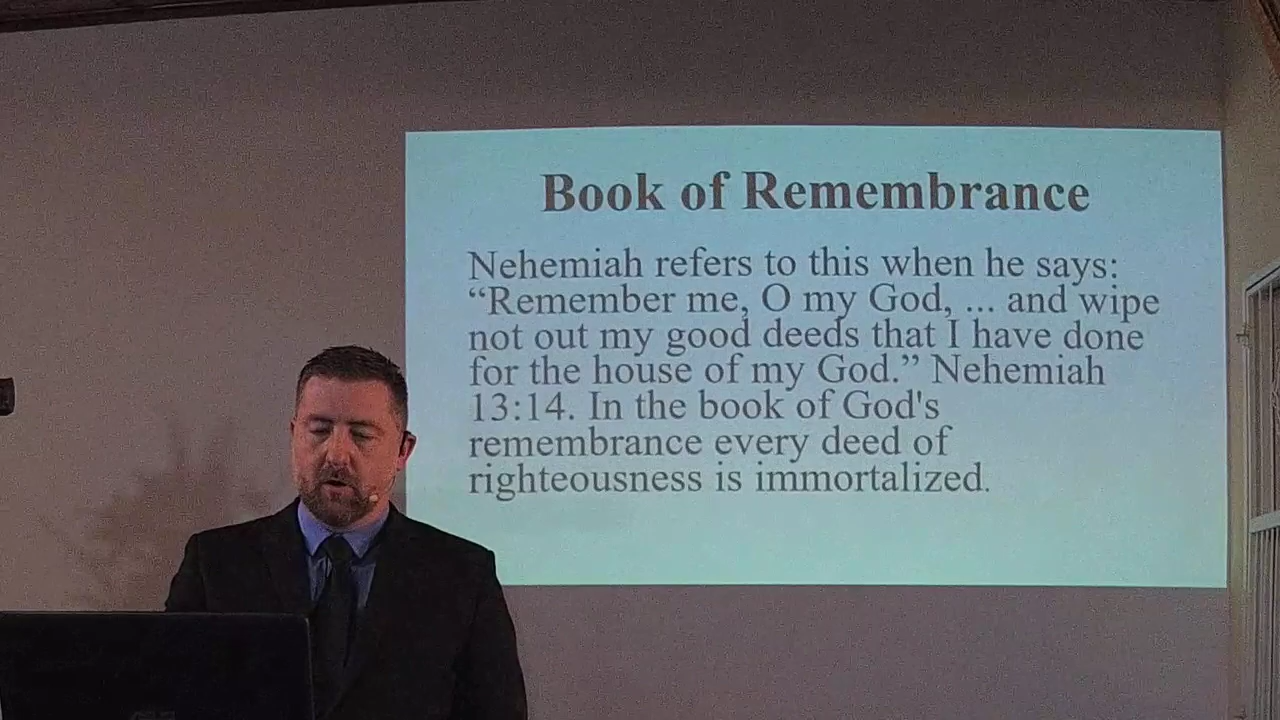 Book of Remembrance
Nehemiah refers to this when he says:
“Remember me, O my God, ... and wipe
not out my good deeds that I have done
for the house of my God.” Nehemiah
13:14. In the book of God's
remembrance every deed of
righteousness is immortalized.